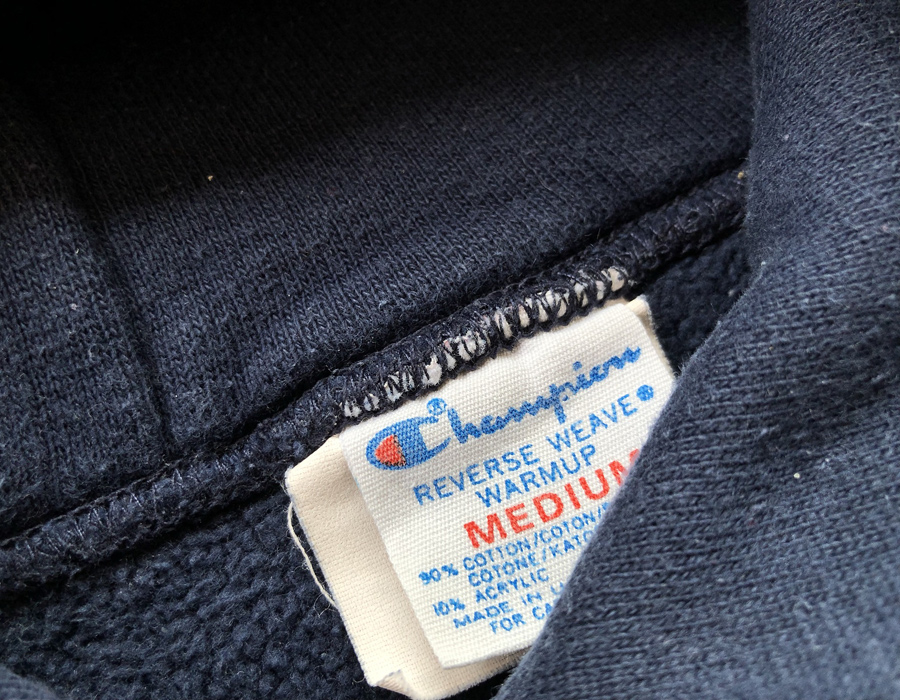 Champion®
REVERSE WEAVE®
WARMUP
MEDIUM
90% COTTON/COTON/
COTONE/KATO
10% ACRYLIC
MADE IN U
FOR CA